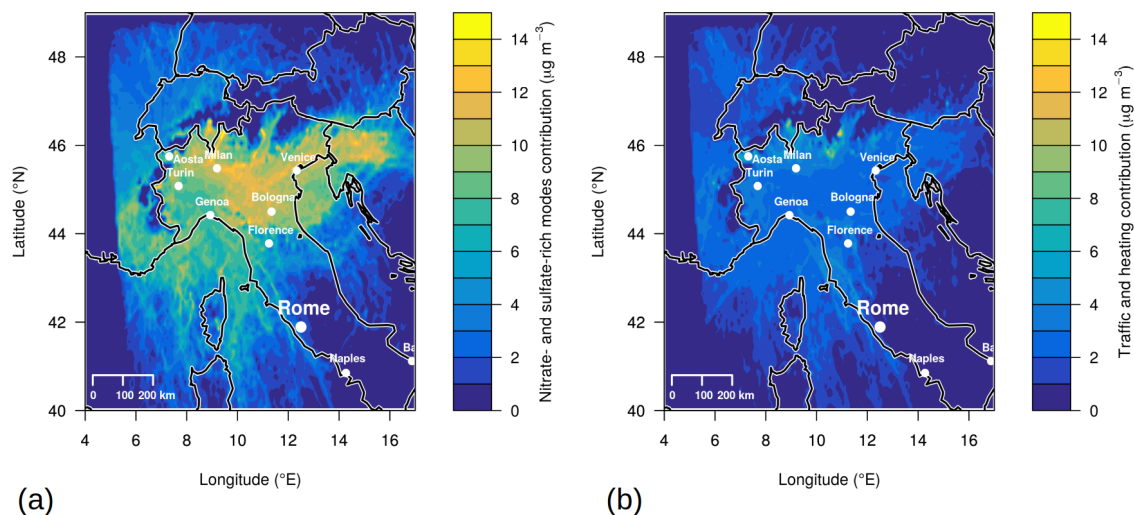 48
46
44
42
40
Latitude (°N)
Aosta
Milan
Turin
Venice
Genoa
Bologna
Florence
Rome
Naples
Ba
0 100 200 km
4 6 8 10 12 14 16
Longitude (°E)
14
12
10
8
6
4
2
0
Nitrate- and sulfate-rich modes contribution (µg m⁻³)
(a)
48
46
44
42
40
Latitude (°N)
Aosta
Milan
Turin
Venice
Genoa
Bologna
Florence
Rome
Naples
Ba
0 100 200 km
4 6 8 10 12 14 16
Longitude (°E)
14
12
10
8
6
4
2
0
Traffic and heating contribution (µg m⁻³)
(b)